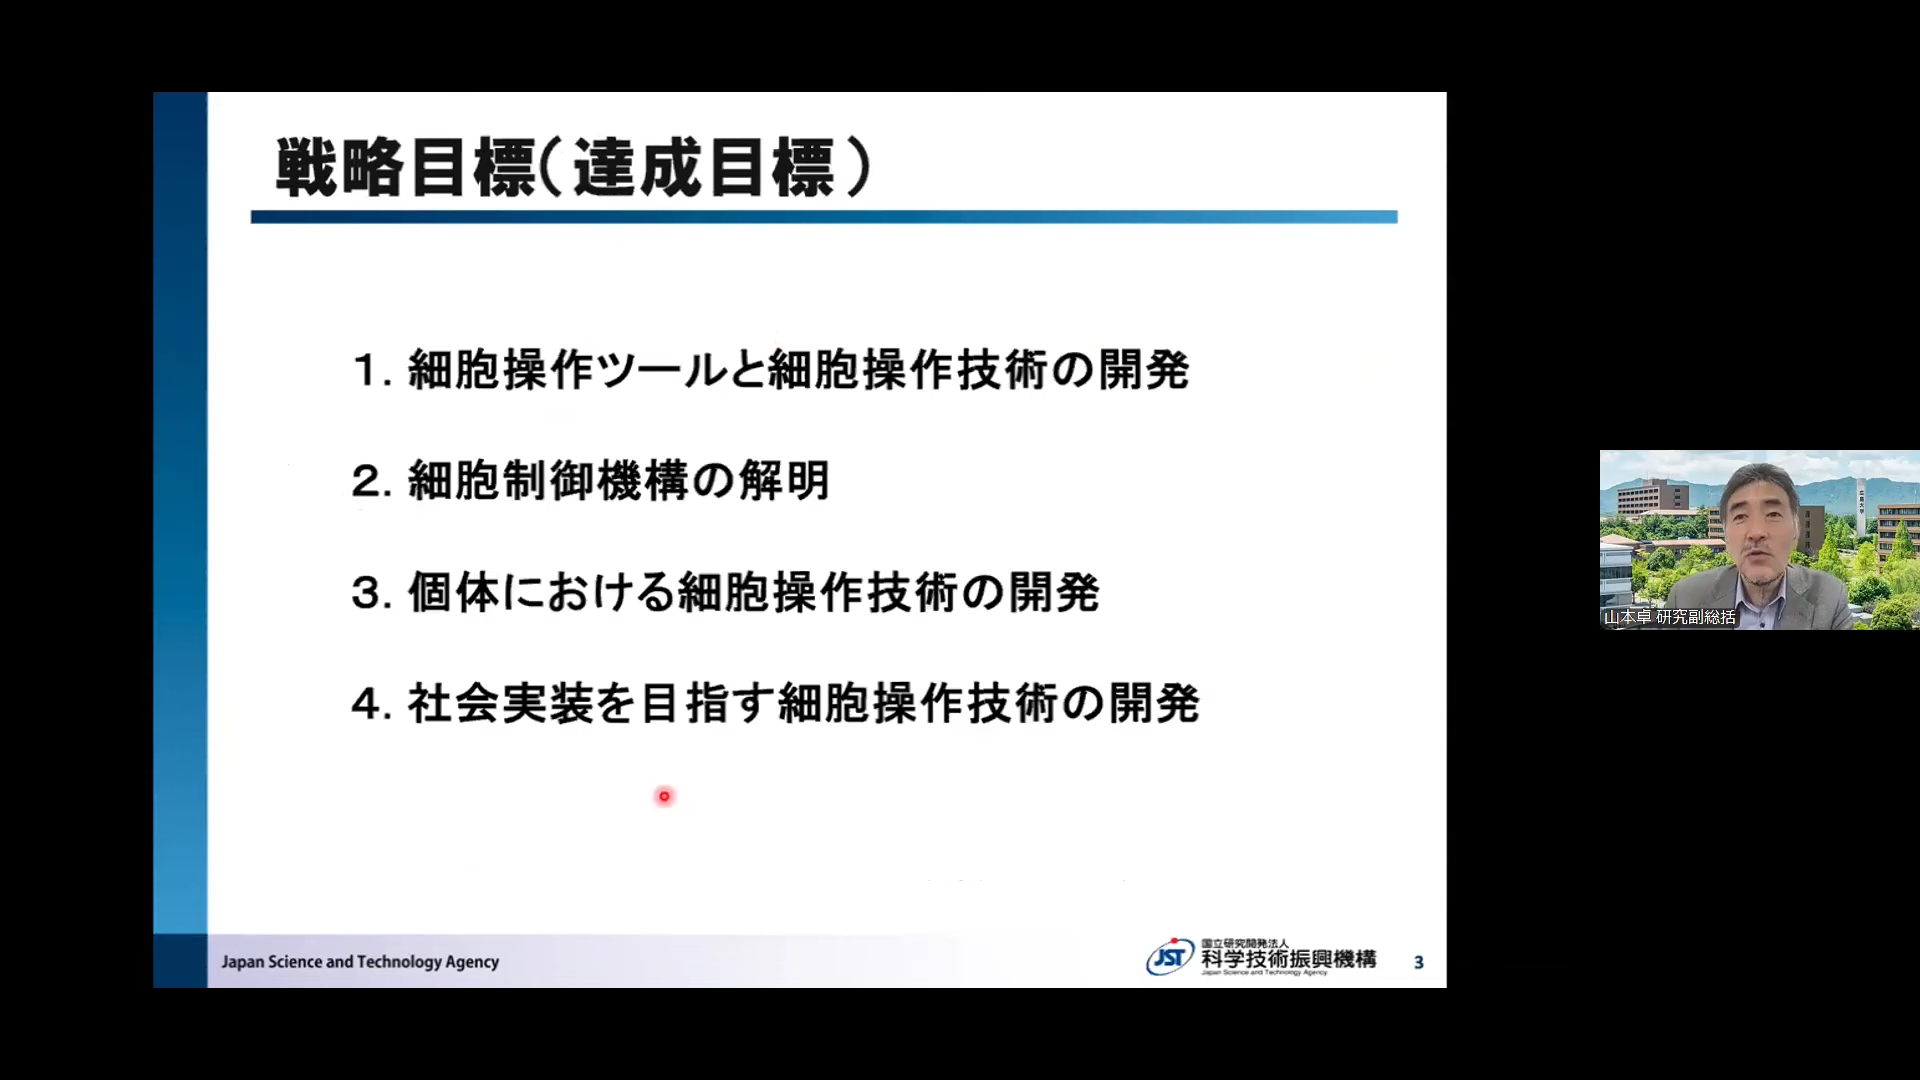 戦略目標（達成目標）
1. 細胞操作ツールと細胞操作技術の開発
2. 細胞制御機構の解明
3. 個体における細胞操作技術の開発
4. 社会実装を目指す細胞操作技術の開発
Japan Science and Technology Agency
JST
国立研究開発法人
科学技術振興機構
Japan Science and Technology Agency
3
広島大学
山本卓 研究副総括